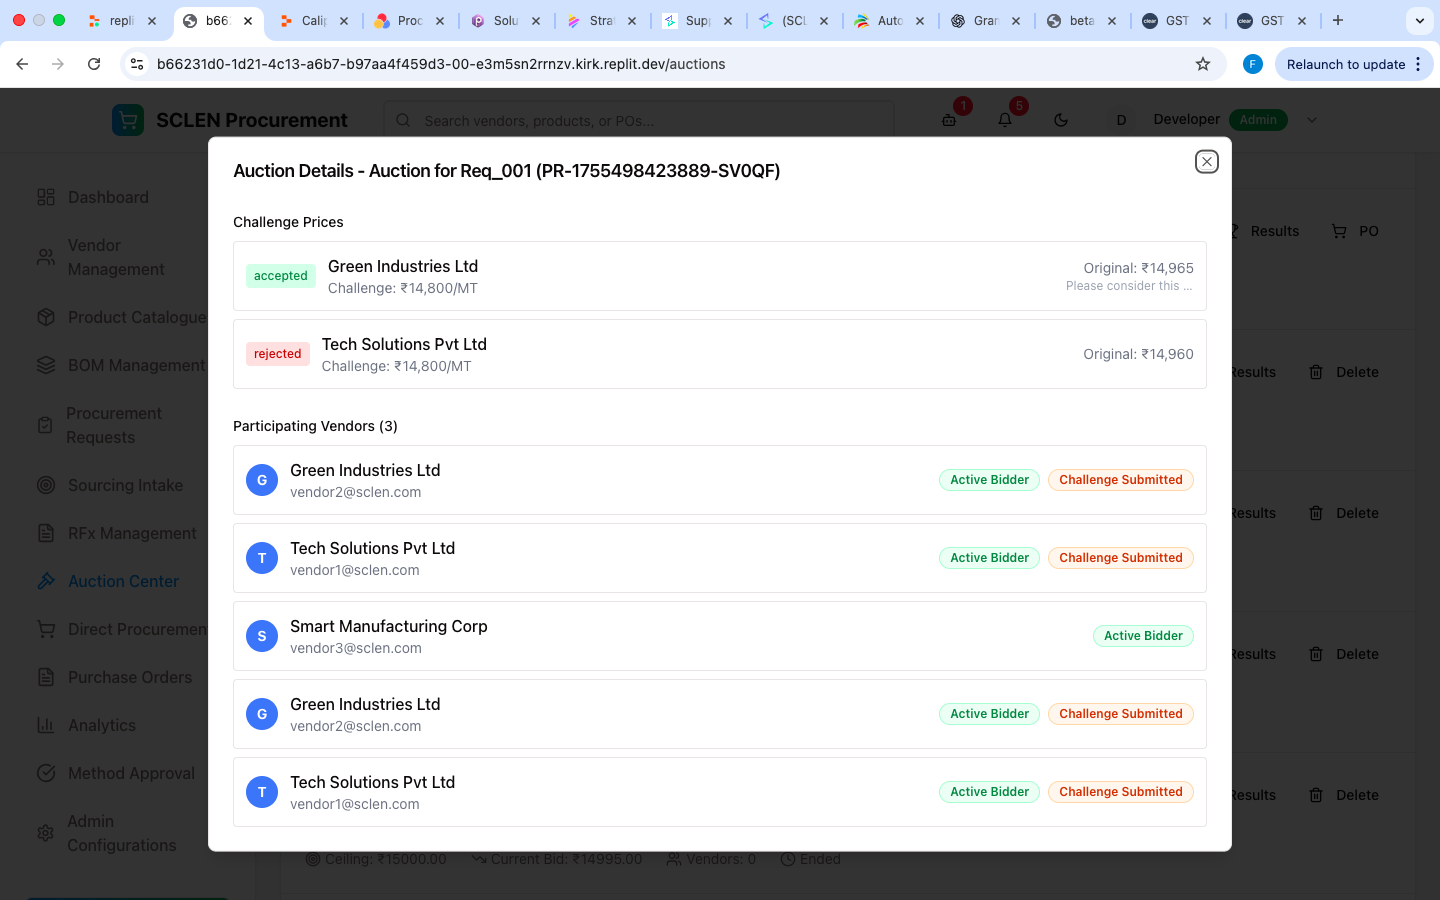 repli
b662
Calip
Proc
Solu
Strat
Supp
(SCL
Auto
Gran
beta
GST
GST
b66231d0-1d21-4c13-a6b7-b97aa4f459d3-00-e3m5sn2rrnzv.kirk.replit.dev/auctions
F
Relaunch to update
SCLEN Procurement
Search vendors, products, or POs...
1
5
D
Developer
Admin
Dashboard
Vendor
Management
Product Catalogue
BOM Management
Procurement
Requests
Sourcing Intake
RFx Management
Auction Center
Direct Procuremen
Purchase Orders
Analytics
Method Approval
Admin
Configurations
Auction Details - Auction for Req_001 (PR-1755498423889-SV0QF)
Challenge Prices
accepted
Green Industries Ltd
Challenge: ₹14,800/MT
Original: ₹14,965
Please consider this ...
rejected
Tech Solutions Pvt Ltd
Challenge: ₹14,800/MT
Original: ₹14,960
Participating Vendors (3)
G
Green Industries Ltd
vendor2@sclen.com
Active Bidder
Challenge Submitted
T
Tech Solutions Pvt Ltd
vendor1@sclen.com
Active Bidder
Challenge Submitted
S
Smart Manufacturing Corp
vendor3@sclen.com
Active Bidder
G
Green Industries Ltd
vendor2@sclen.com
Active Bidder
Challenge Submitted
T
Tech Solutions Pvt Ltd
vendor1@sclen.com
Active Bidder
Challenge Submitted
Results
PO
Results
Delete
Results
Delete
Results
Delete
Results
Delete
Ceiling: ₹15000.00
Current Bid: ₹14995.00
Vendors: 0
Ended